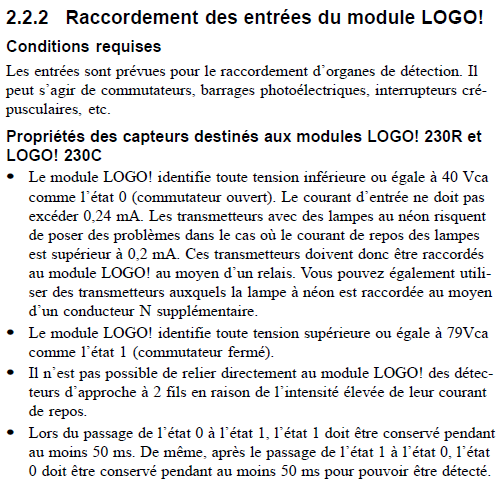 2.2.2 Raccordement des entrées du module LOGO!
Conditions requises
Les entrées sont prévues pour le raccordement d'organes de détection. Il
peut s'agir de commutateurs, barrages photoélectriques, interrupteurs cré-
pusculaires, etc.
Propriétés des capteurs destinés aux modules LOGO! 230R et
LOGO! 230C
• Le module LOGO! identifie toute tension inférieure ou égale à 40 Vca
comme l'état 0 (commutateur ouvert). Le courant d'entrée ne doit pas
excéder 0,24 mA. Les transmetteurs avec des lampes au néon risquent
de poser des problèmes dans le cas où le courant de repos des lampes
est supérieur à 0,2 mA. Ces transmetteurs doivent donc être raccordés
au module LOGO! au moyen d'un relais. Vous pouvez également utili-
ser des transmetteurs auxquels la lampe à néon est raccordée au moyen
d'un conducteur N supplémentaire.
• Le module LOGO! identifie toute tension supérieure ou égale à 79Vca
comme l'état 1 (commutateur fermé).
• Il n'est pas possible de relier directement au module LOGO! des détec-
teurs d'approche à 2 fils en raison de l'intensité élevée de leur courant
de repos.
• Lors du passage de l'état 0 à l'état 1, l'état 1 doit être conservé pendant
au moins 50 ms. De même, après le passage de l'état 1 à l'état 0, l'état
0 doit être conservé pendant au moins 50 ms pour pouvoir être détecté.